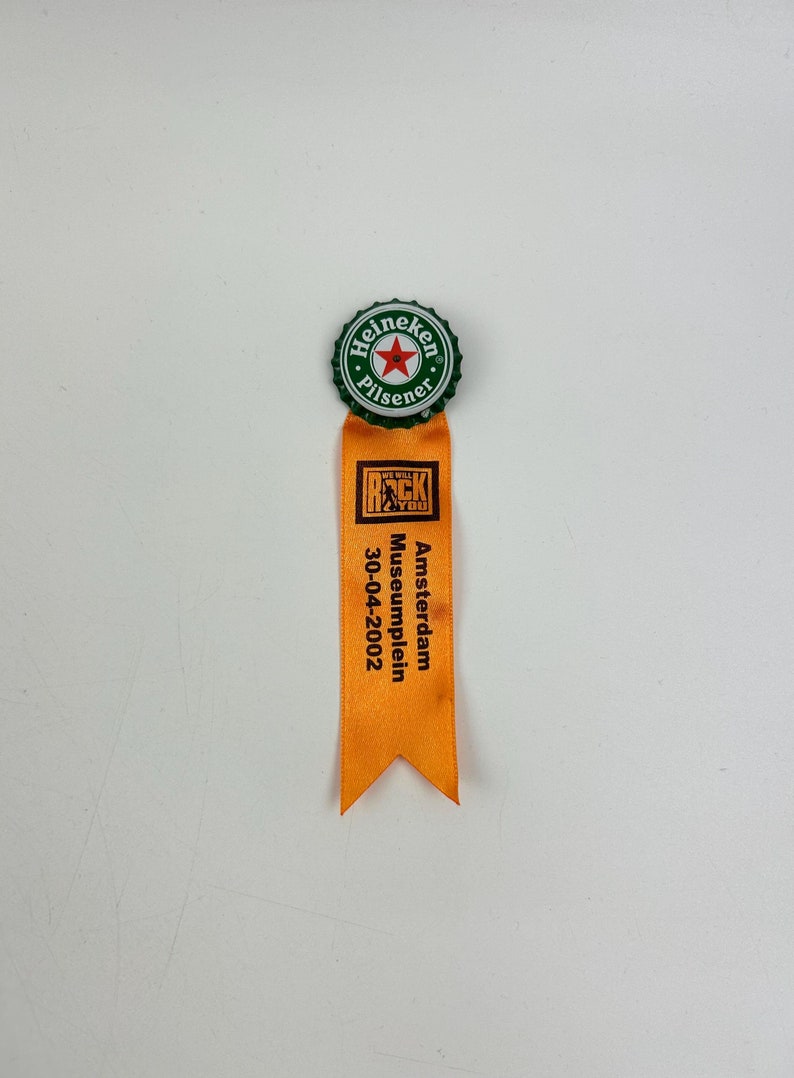 Heineken®
Pilsener
WE WILL
ROCK
YOU
Amsterdam
Museumplein
30-04-2002